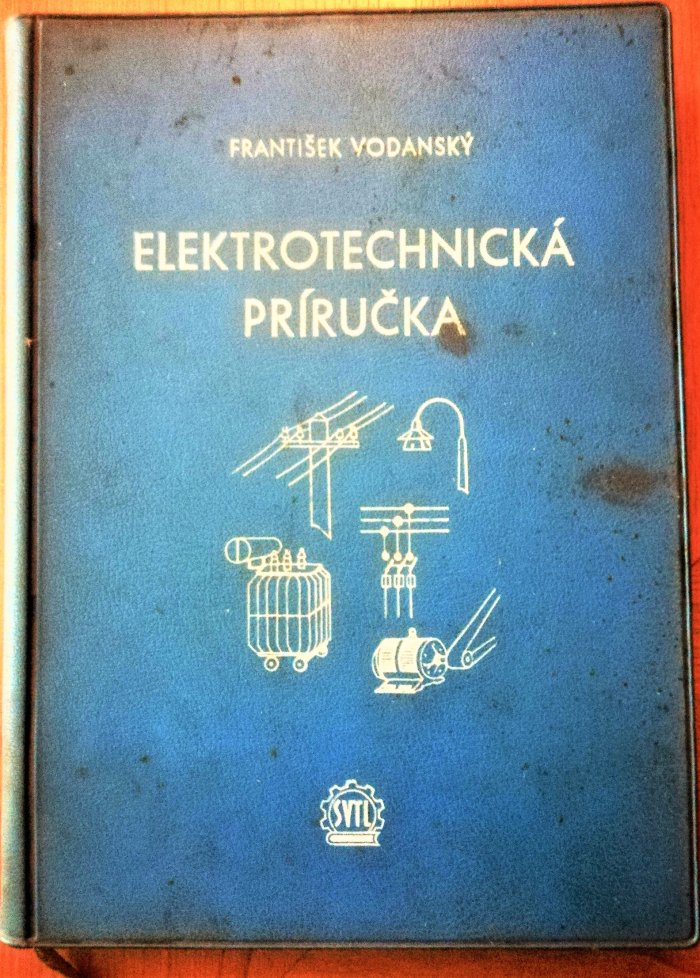 FRANTIŠEK VODANSKÝ
ELEKTROTECHNICKÁ
PRÍRUČKA
SVTL